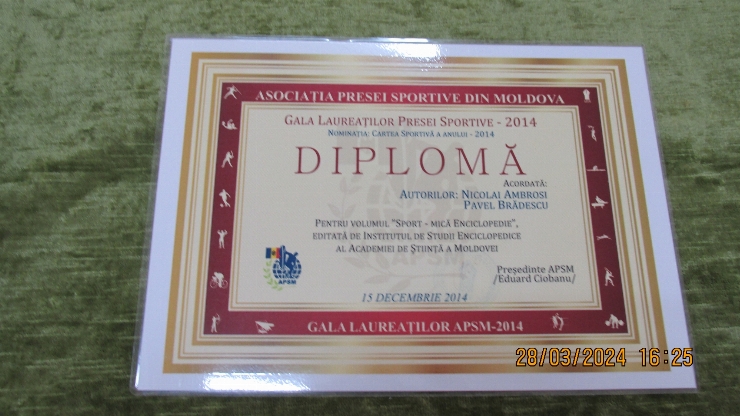 ASOCIAȚIA PRESEI SPORTIVE DIN MOLDOVA
GALA LAUREAȚILOR PRESEI SPORTIVE - 2014
NOMINAȚIA: CARTEA SPORTIVĂ A ANULUI - 2014
DIPLOMĂ
ACORDATĂ:
AUTORILOR: NICOLAI AMBROSI
PAVEL BRĂDESCU
PENTRU VOLUMUL "SPORT – MICĂ ENCICLOPEDIE",
EDITATĂ DE INSTITUTUL DE STUDII ENCICLOPEDICE
AL ACADEMIEI DE ȘTIINȚĂ A MOLDOVEI
APSM
Președinte APSM
/Eduard Ciobanu/
15 DECEMBRIE 2014
GALA LAUREAȚILOR APSM-2014
28/03/2024 16:25